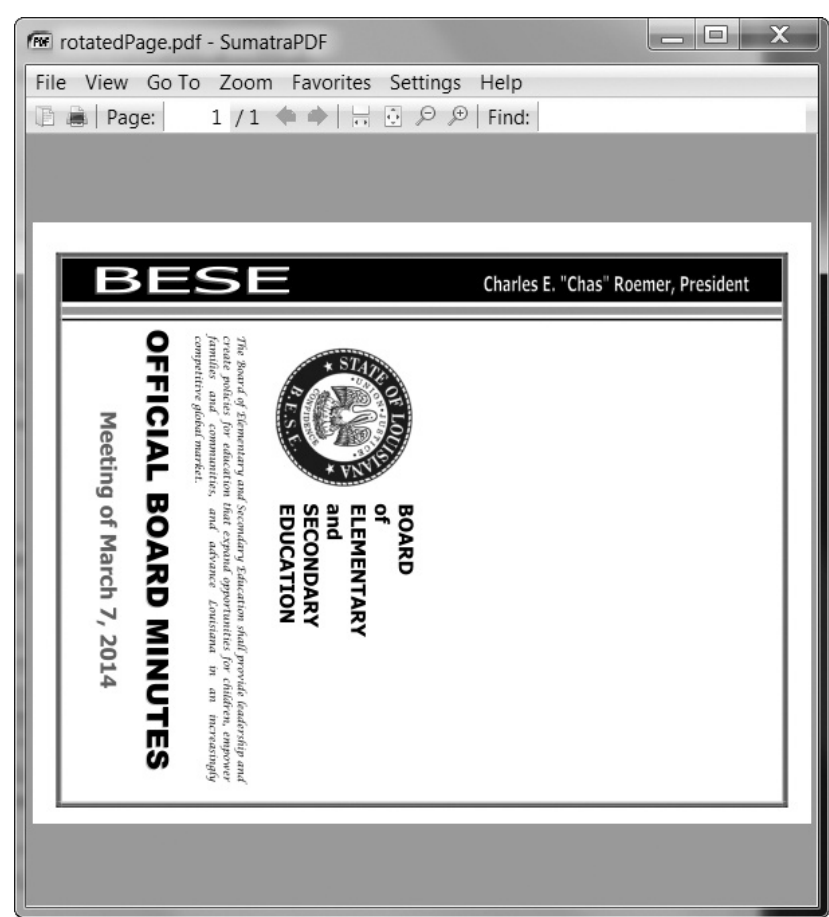 rotatedPage.pdf - SumatraPDF
File View Go To Zoom Favorites Settings Help
Page: 1 / 1 Find:
BESE
Charles E. "Chas" Roemer, President
STATE OF LOUISIANA
UNION · JUSTICE
CONFIDENCE
B.E.S.E.
BOARD
of
ELEMENTARY
and
SECONDARY
EDUCATION
The Board of Elementary and Secondary Education shall provide leadership and
create policies for education that expand opportunities for children, empower
families and communities, and advance Louisiana in an increasingly
competitive global market.
OFFICIAL BOARD MINUTES
Meeting of March 7, 2014